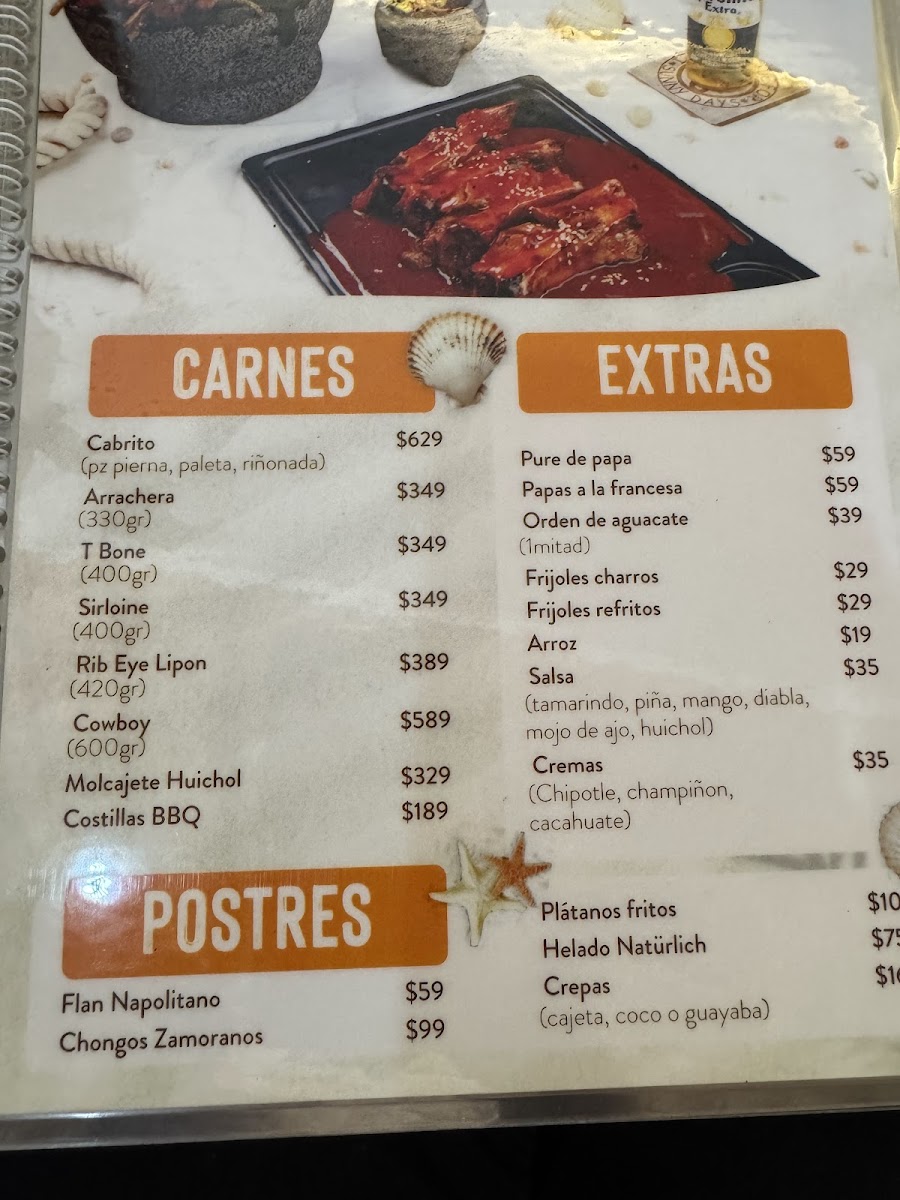 Extra.
SUNNY DAYS
CARNES
Cabrito $629
(pz pierna, paleta, riñonada)
Arrachera $349
(330gr)
T Bone $349
(400gr)
Sirloine $349
(400gr)
Rib Eye Lipon $389
(420gr)
Cowboy $589
(600gr)
Molcajete Huichol $329
Costillas BBQ $189
EXTRAS
Pure de papa $59
Papas a la francesa $59
Orden de aguacate $39
(1mitad)
Frijoles charros $29
Frijoles refritos $29
Arroz $19
Salsa $35
(tamarindo, piña, mango, diabla,
mojo de ajo, huichol)
Cremas $35
(Chipotle, champiñon,
cacahuate)
POSTRES
Flan Napolitano $59
Chongos Zamoranos $99
Plátanos fritos
Helado Natürlich
Crepas
(cajeta, coco o guayaba)